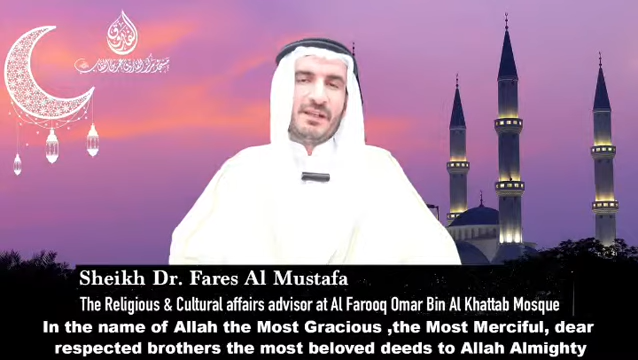 Sheikh Dr. Fares Al Mustafa
The Religious & Cultural affairs advisor at Al Farooq Omar Bin Al Khattab Mosque
In the name of Allah the Most Gracious ,the Most Merciful, dear
respected brothers the most beloved deeds to Allah Almighty